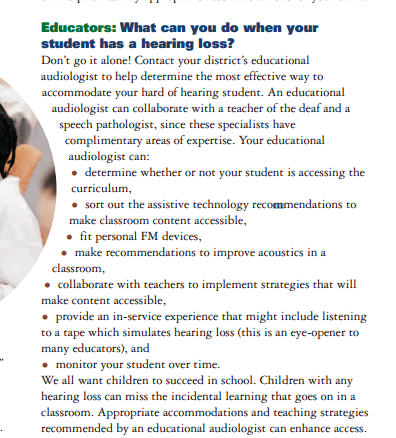 Educators: What can you do when your
student has a hearing loss?
Don't go it alone! Contact your district's educational
audiologist to help determine the most effective way to
accommodate your hard of hearing student. An educational
audiologist can collaborate with a teacher of the deaf and a
speech pathologist, since these specialists have
complimentary areas of expertise. Your educational
audiologist can:
• determine whether or not your student is accessing the
curriculum,
• sort out the assistive technology recommendations to
make classroom content accessible,
• fit personal FM devices,
• make recommendations to improve acoustics in a
classroom,
• collaborate with teachers to implement strategies that will
make content accessible,
• provide an in-service experience that might include listening
to a tape which simulates hearing loss (this is an eye-opener to
many educators), and
• monitor your student over time.
We all want children to succeed in school. Children with any
hearing loss can miss the incidental learning that goes on in a
classroom. Appropriate accommodations and teaching strategies
recommended by an educational audiologist can enhance access.